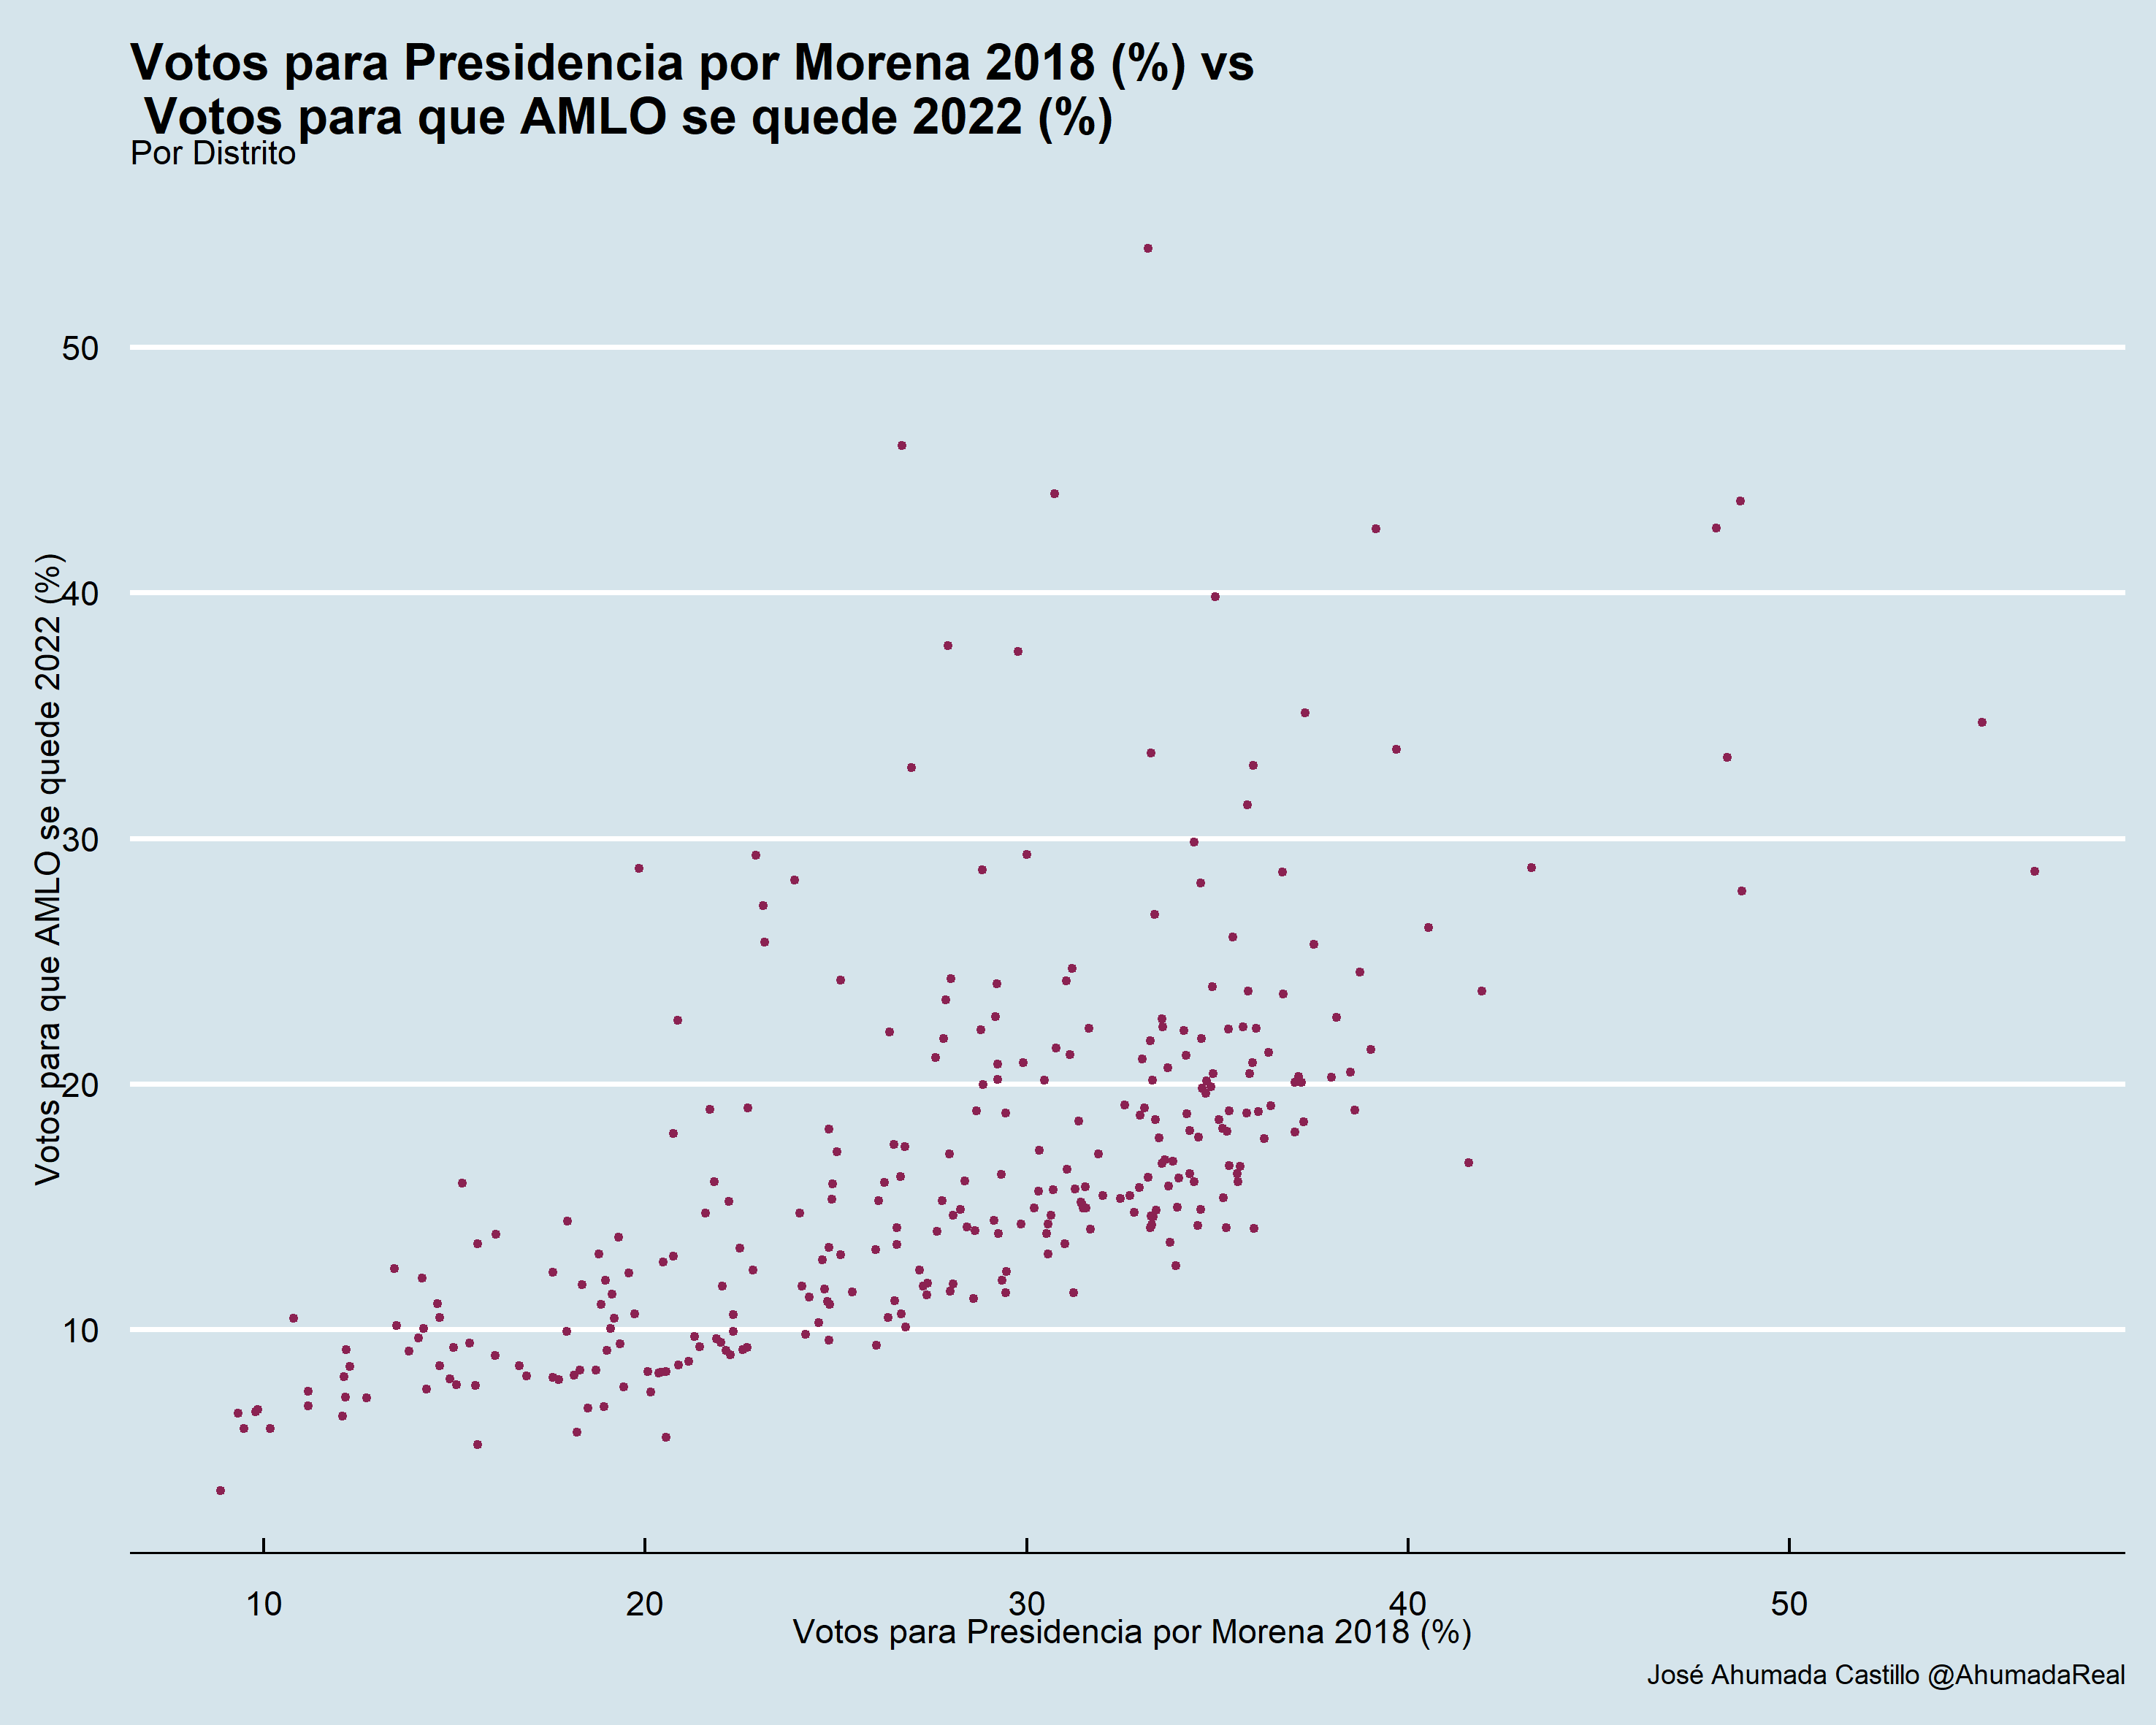 Votos para Presidencia por Morena 2018 (%) vs
Votos para que AMLO se quede 2022 (%)
Por Distrito
Votos para que AMLO se quede 2022 (%)
50
40
30
20
10
10 20 30 40 50
Votos para Presidencia por Morena 2018 (%)
José Ahumada Castillo @AhumadaReal